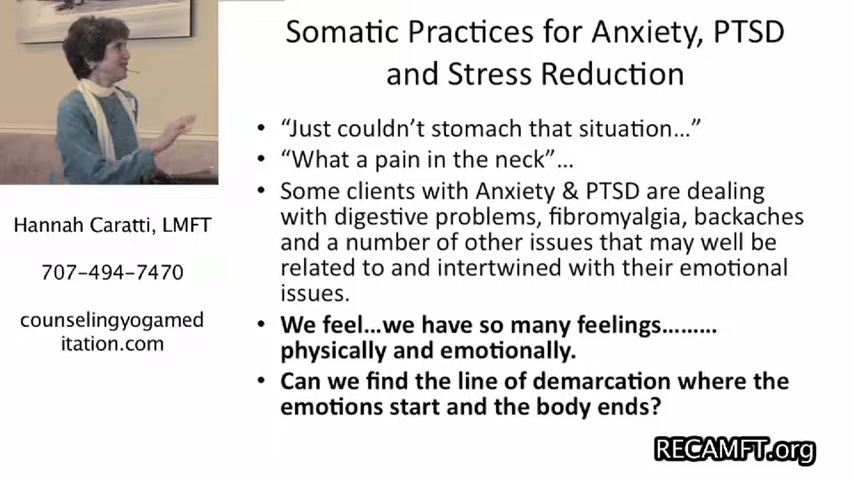 Somatic Practices for Anxiety, PTSD
and Stress Reduction
• “Just couldn’t stomach that situation…”
• “What a pain in the neck”…
• Some clients with Anxiety & PTSD are dealing
with digestive problems, fibromyalgia, backaches
and a number of other issues that may well be
related to and intertwined with their emotional
issues.
• We feel…we have so many feelings………
physically and emotionally.
• Can we find the line of demarcation where the
emotions start and the body ends?
Hannah Caratti, LMFT
707-494-7470
counselingyogamed
itation.com
RECAMFT.org